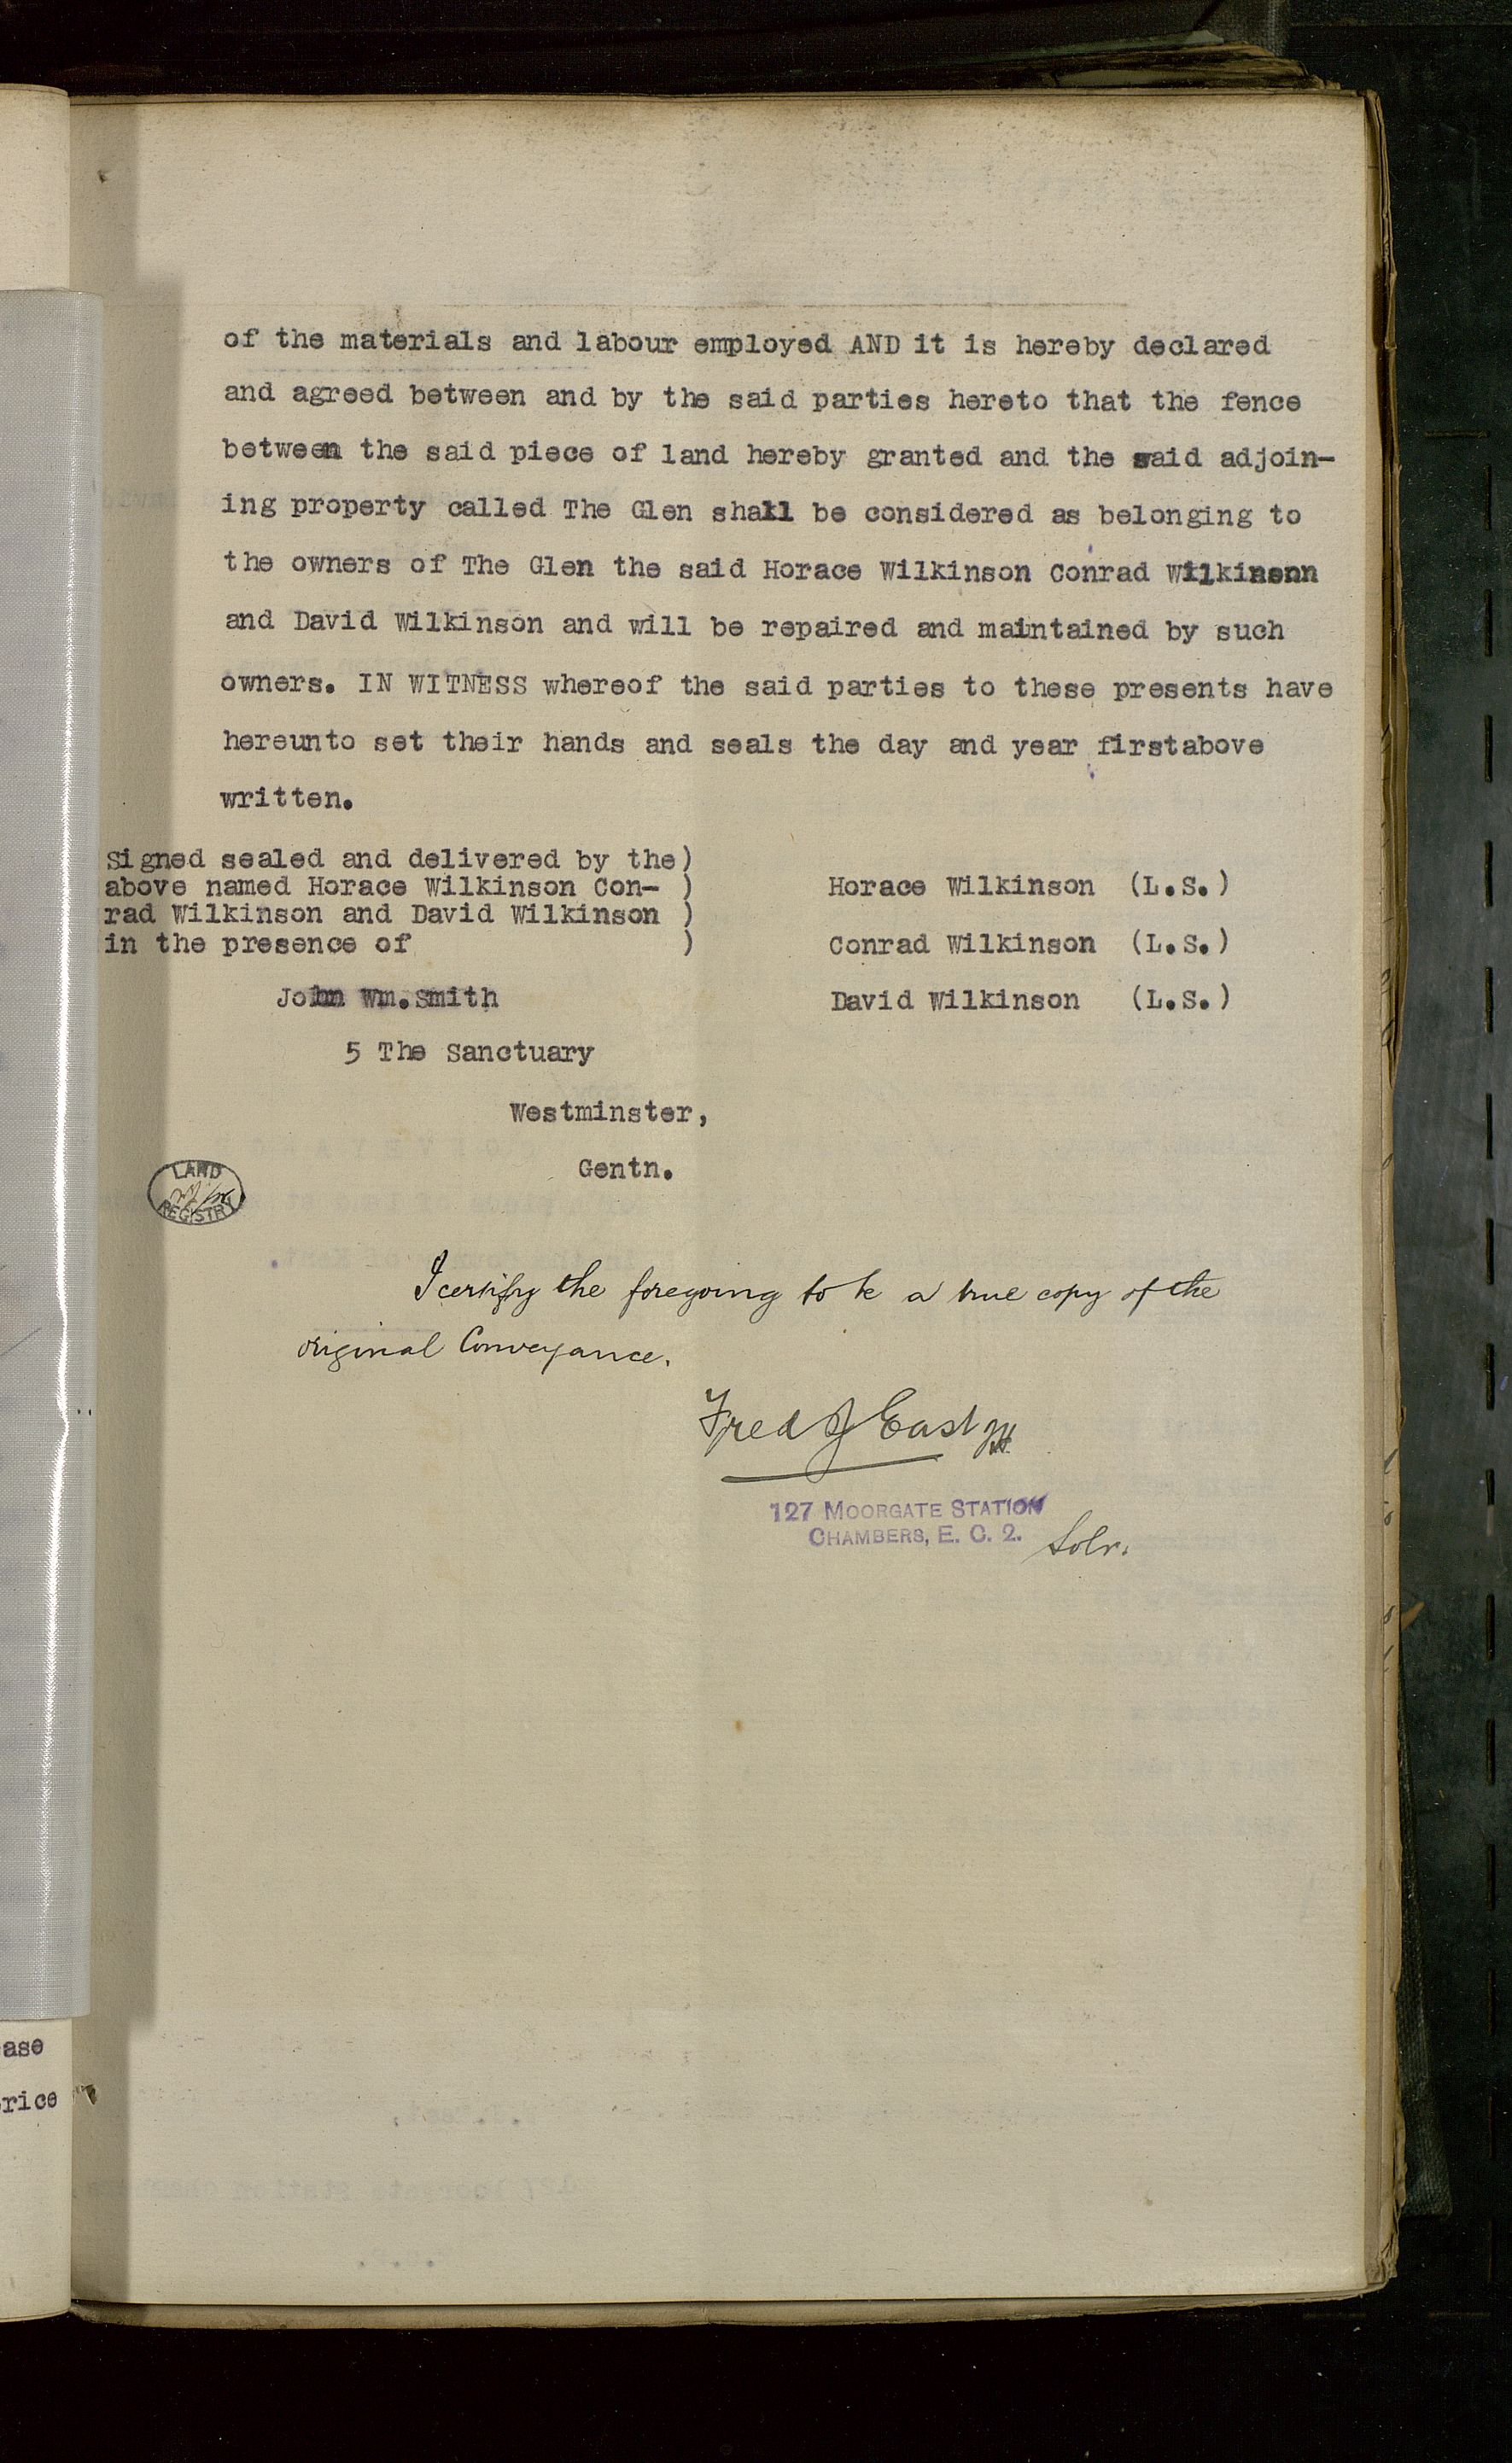 of the materials and labour employed AND it is hereby declared
and agreed between and by the said parties hereto that the fence
between the said piece of land hereby granted and the said adjoin-
ing property called The Glen shall be considered as belonging to
the owners of The Glen the said Horace Wilkinson Conrad Wilkinsnn
and David Wilkinson and will be repaired and maintained by such
owners. IN WITNESS whereof the said parties to these presents have
hereunto set their hands and seals the day and year firstabove
written.
Signed sealed and delivered by the)
above named Horace Wilkinson Con- )
rad Wilkinson and David Wilkinson )
in the presence of )
Horace Wilkinson (L.S.)
Conrad Wilkinson (L.S.)
David Wilkinson (L.S.)
John Wm.Smith
5 The Sanctuary
Westminster,
Gentn.
LAND
REGISTRY
I certify the foregoing to be a true copy of the
original Conveyance.
Fred J East
127 MOORGATE STATION
CHAMBERS, E. C. 2.
Solr.
ase
rice